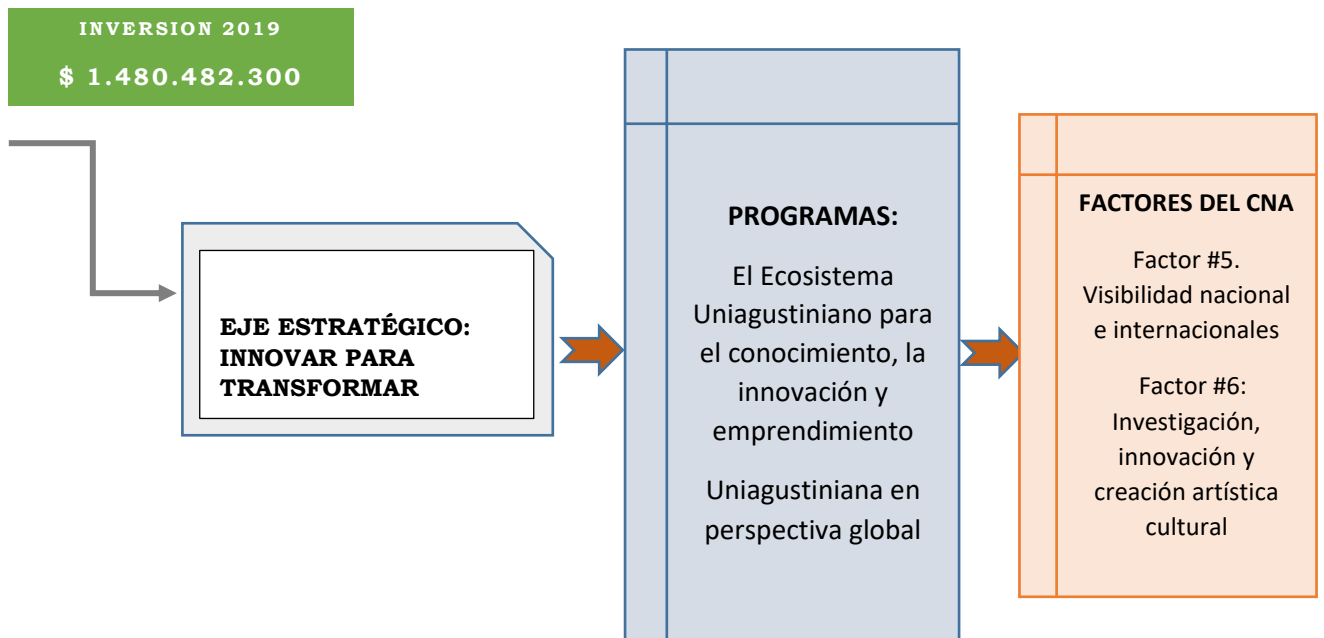 INVERSION 2019
$ 1.480.482.300
EJE ESTRATÉGICO:
INNOVAR PARA
TRANSFORMAR
PROGRAMAS:
El Ecosistema
Uniagustiniano para
el conocimiento, la
innovación y
emprendimiento
Uniagustiniana en
perspectiva global
FACTORES DEL CNA
Factor #5.
Visibilidad nacional
e internacionales
Factor #6:
Investigación,
innovación y
creación artística
cultural